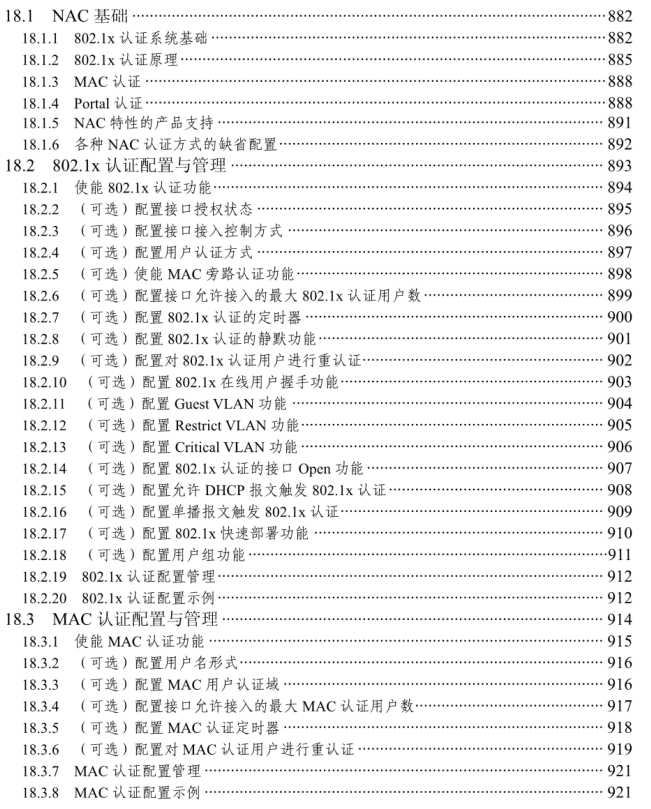 18.1 NAC 基础 ········ 882
18.1.1 802.1x 认证系统基础 ········ 882
18.1.2 802.1x 认证原理 ········ 885
18.1.3 MAC 认证 ········ 888
18.1.4 Portal 认证 ········ 888
18.1.5 NAC 特性的产品支持 ········ 891
18.1.6 各种 NAC 认证方式的缺省配置 ········ 892
18.2 802.1x 认证配置与管理 ········ 893
18.2.1 使能 802.1x 认证功能 ········ 894
18.2.2 （可选）配置接口授权状态 ········ 895
18.2.3 （可选）配置接口接入控制方式 ········ 896
18.2.4 （可选）配置用户认证方式 ········ 897
18.2.5 （可选）使能 MAC 旁路认证功能 ········ 898
18.2.6 （可选）配置接口允许接入的最大 802.1x 认证用户数 ········ 899
18.2.7 （可选）配置 802.1x 认证的定时器 ········ 900
18.2.8 （可选）配置 802.1x 认证的静默功能 ········ 901
18.2.9 （可选）配置对 802.1x 认证用户进行重认证 ········ 902
18.2.10 （可选）配置 802.1x 在线用户握手功能 ········ 903
18.2.11 （可选）配置 Guest VLAN 功能 ········ 904
18.2.12 （可选）配置 Restrict VLAN 功能 ········ 905
18.2.13 （可选）配置 Critical VLAN 功能 ········ 906
18.2.14 （可选）配置 802.1x 认证的接口 Open 功能 ········ 907
18.2.15 （可选）配置允许 DHCP 报文触发 802.1x 认证 ········ 908
18.2.16 （可选）配置单播报文触发 802.1x 认证 ········ 909
18.2.17 （可选）配置 802.1x 快速部署功能 ········ 910
18.2.18 （可选）配置用户组功能 ········ 911
18.2.19 802.1x 认证配置管理 ········ 912
18.2.20 802.1x 认证配置示例 ········ 912
18.3 MAC 认证配置与管理 ········ 914
18.3.1 使能 MAC 认证功能 ········ 915
18.3.2 （可选）配置用户名形式 ········ 916
18.3.3 （可选）配置 MAC 用户认证域 ········ 916
18.3.4 （可选）配置接口允许接入的最大 MAC 认证用户数 ········ 917
18.3.5 （可选）配置 MAC 认证定时器 ········ 918
18.3.6 （可选）配置对 MAC 认证用户进行重认证 ········ 919
18.3.7 MAC 认证配置管理 ········ 921
18.3.8 MAC 认证配置示例 ········ 921